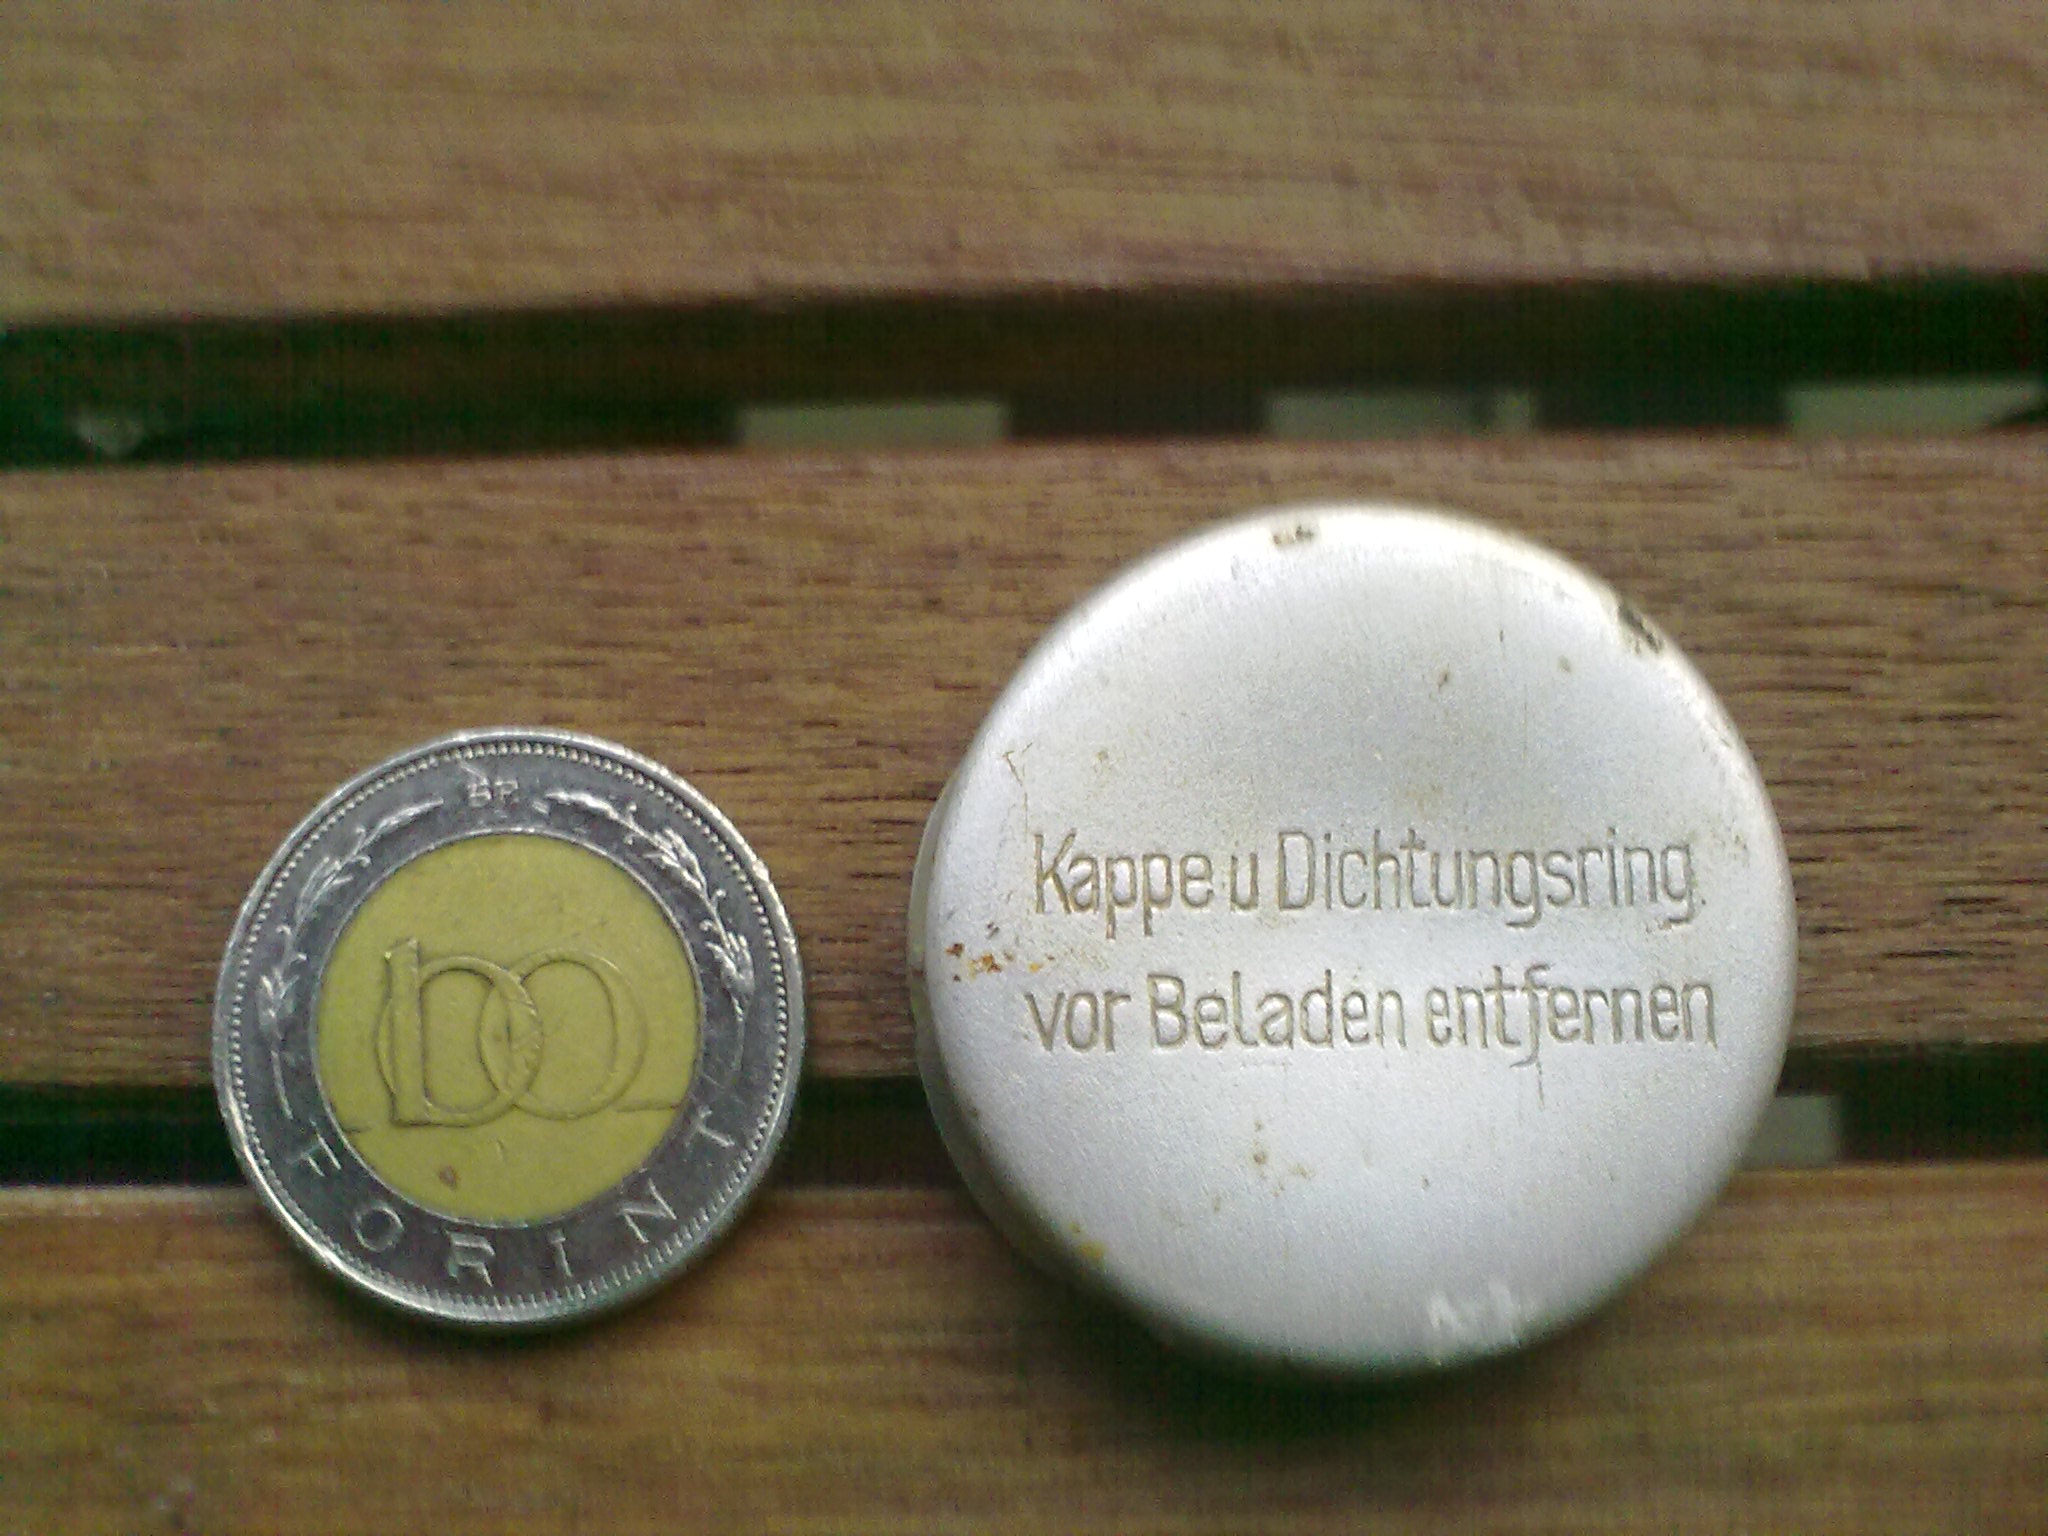 BP.
100
FORINT
Kappe u Dichtungsring
vor Beladen entfernen